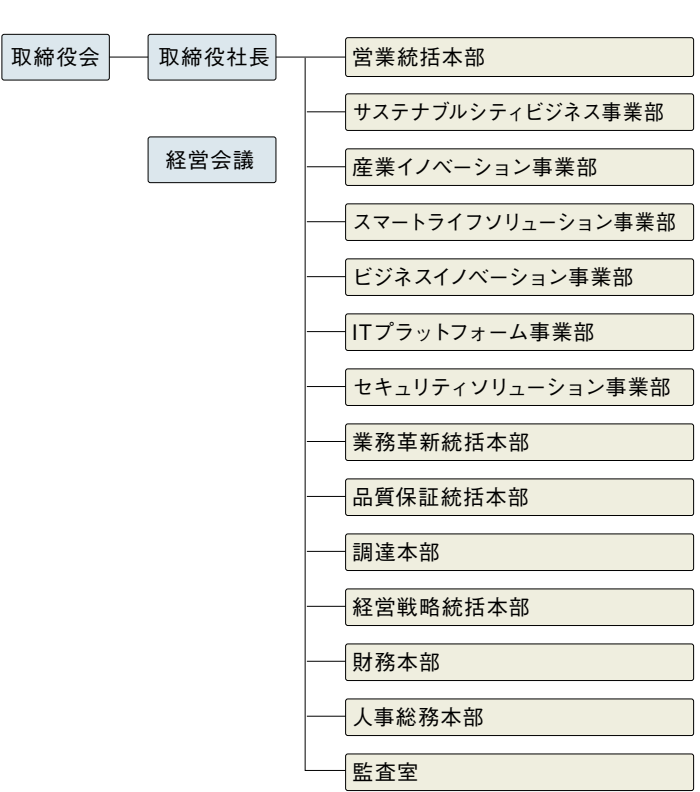 取締役会
取締役社長
経営会議
営業統括本部
サステナブルシティビジネス事業部
産業イノベーション事業部
スマートライフソリューション事業部
ビジネスイノベーション事業部
ITプラットフォーム事業部
セキュリティソリューション事業部
業務革新統括本部
品質保証統括本部
調達本部
経営戦略統括本部
財務本部
人事総務本部
監査室